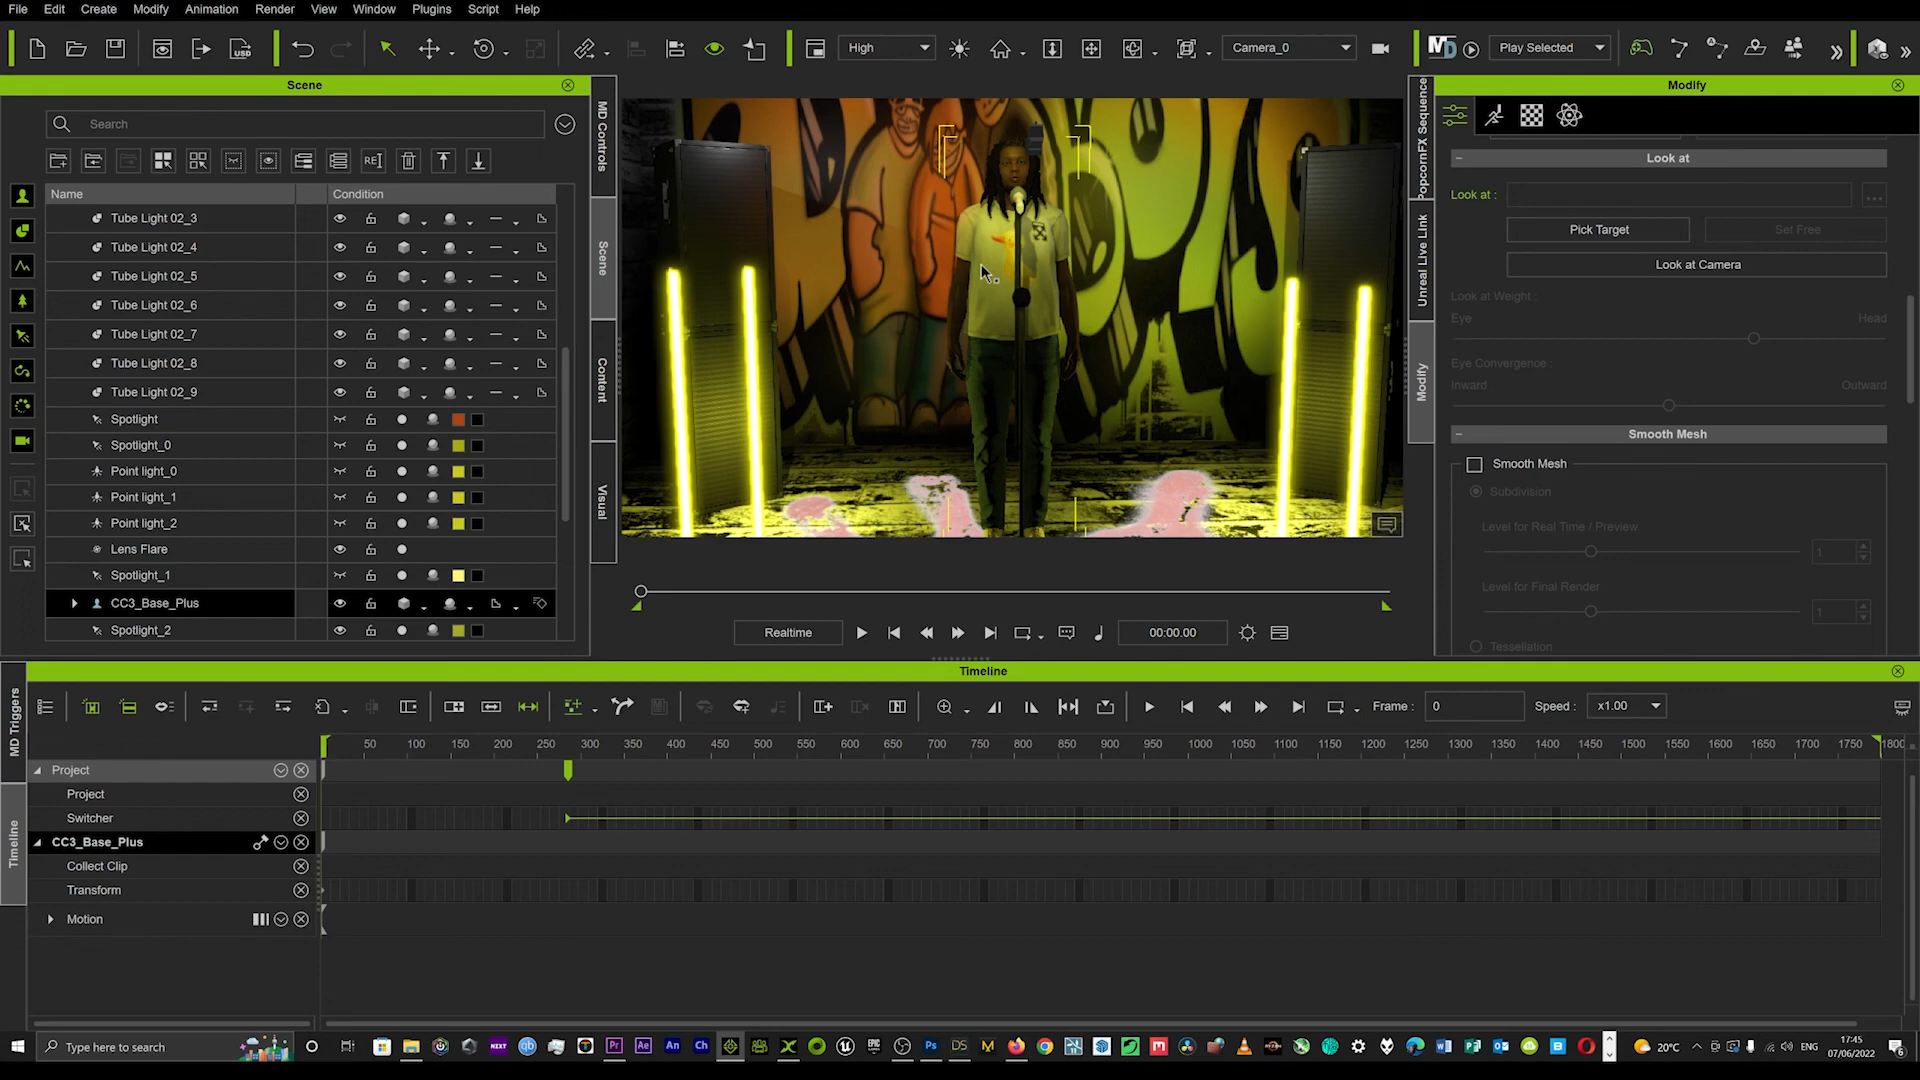 File Edit Create Modify Animation Render View Window Plugins Script Help
High
Camera_0
Play Selected
Scene
Search
Name
Condition
Tube Light 02_3
Tube Light 02_4
Tube Light 02_5
Tube Light 02_6
Tube Light 02_7
Tube Light 02_8
Tube Light 02_9
Spotlight
Spotlight_0
Point light_0
Point light_1
Point light_2
Lens Flare
Spotlight_1
CC3_Base_Plus
Spotlight_2
MD Controls
Scene
Content
Visual
Realtime
00:00.00
PopcornFX Sequence
Unreal Live Link
Modify
Modify
Look at
Look at :
...
Pick Target
Set Free
Look at Camera
Look at Weight :
Eye
Head
Eye Convergence :
Inward
Outward
Smooth Mesh
Smooth Mesh
Subdivision
Level for Real Time / Preview
1
Level for Final Render
1
Tessellation
Timeline
MD Triggers
Timeline
Frame :
0
Speed :
x1.00
50 100 150 200 250 300 350 400 450 500 550 600 650 700 750 800 850 900 950 1000 1050 1100 1150 1200 1250 1300 1350 1400 1450 1500 1550 1600 1650 1700 1750 1800
Project
Project
Switcher
CC3_Base_Plus
Collect Clip
Transform
Motion
Type here to search
20°C
ENG
17:45
07/06/2022